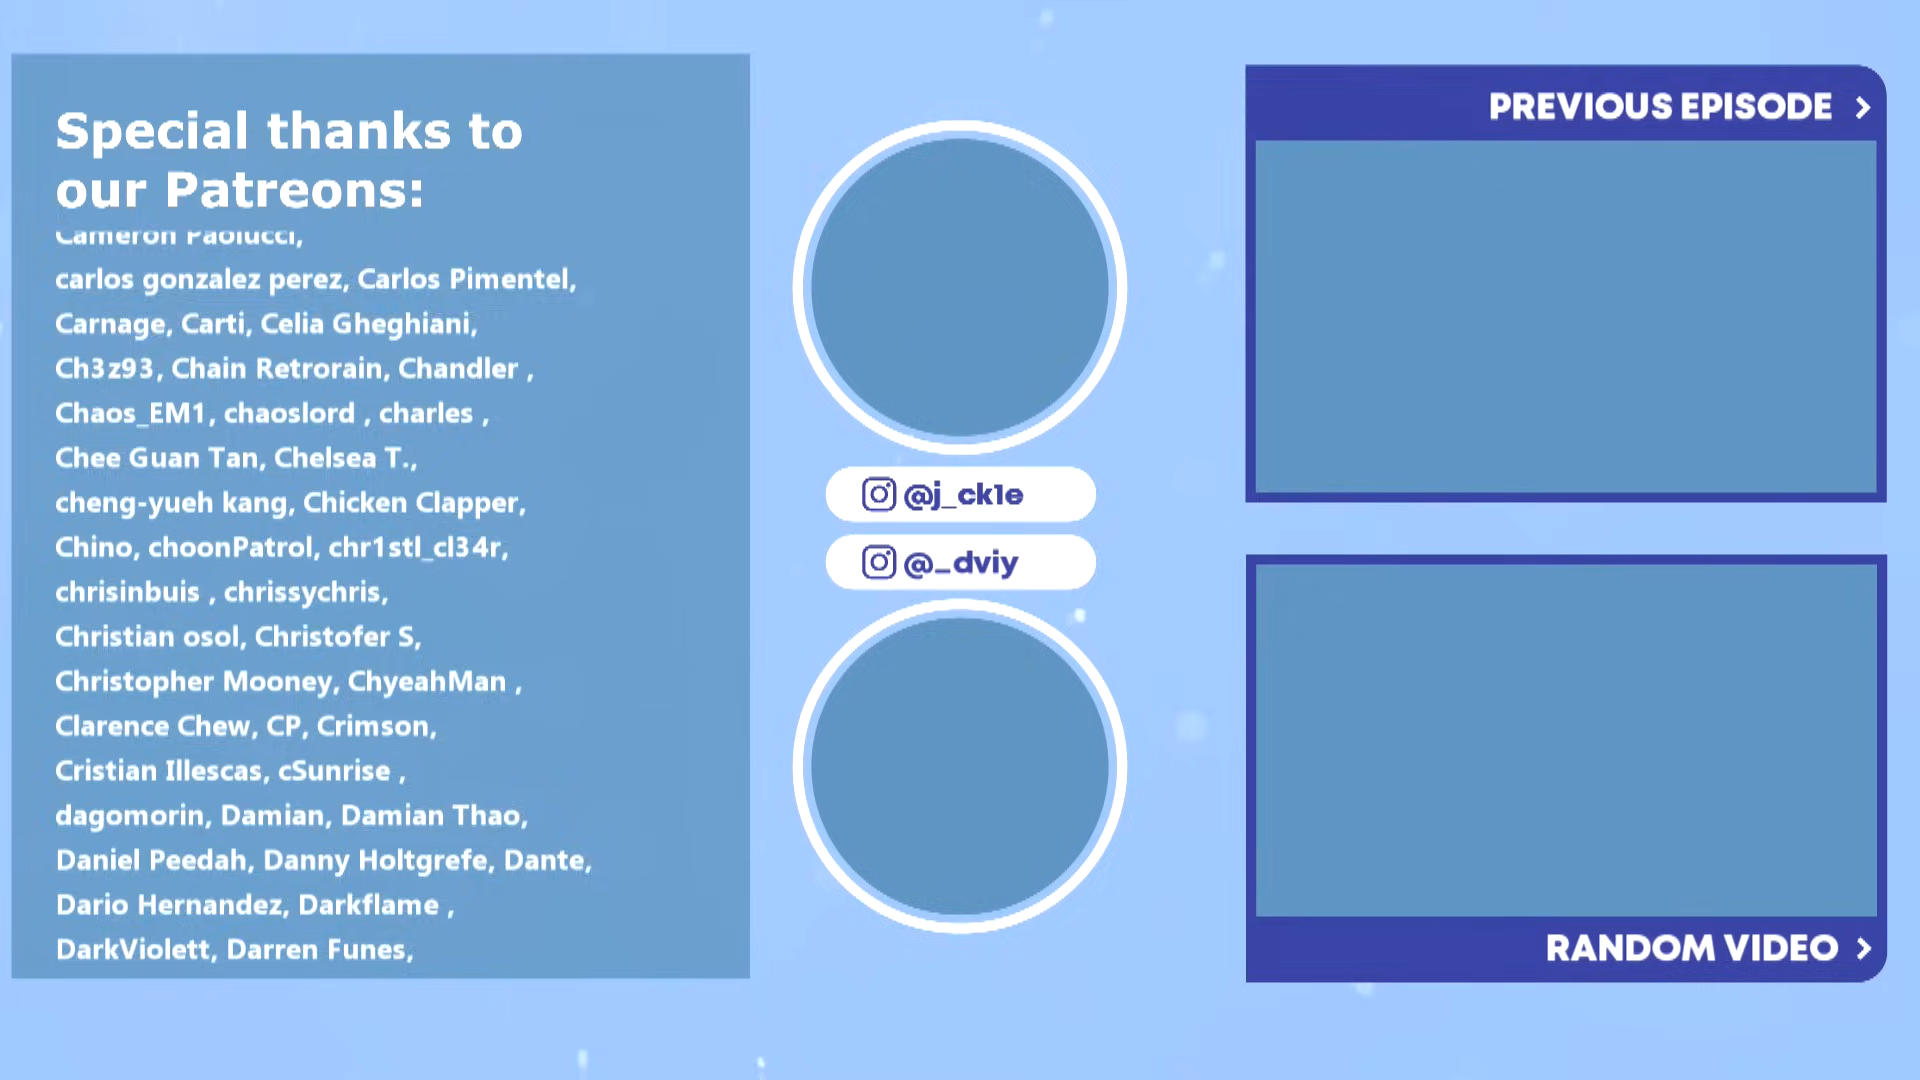 Special thanks to
our Patreons:
Cameron Paolucci,
carlos gonzalez perez, Carlos Pimentel,
Carnage, Carti, Celia Gheghiani,
Ch3z93, Chain Retrorain, Chandler ,
Chaos_EM1, chaoslord , charles ,
Chee Guan Tan, Chelsea T.,
cheng-yueh kang, Chicken Clapper,
Chino, choonPatrol, chr1stl_cl34r,
chrisinbuis , chrissychris,
Christian osol, Christofer S,
Christopher Mooney, ChyeahMan ,
Clarence Chew, CP, Crimson,
Cristian Illescas, cSunrise ,
dagomorin, Damian, Damian Thao,
Daniel Peedah, Danny Holtgrefe, Dante,
Dario Hernandez, Darkflame ,
DarkViolett, Darren Funes,
@j_ck1e
@_dviy
PREVIOUS EPISODE >
RANDOM VIDEO >